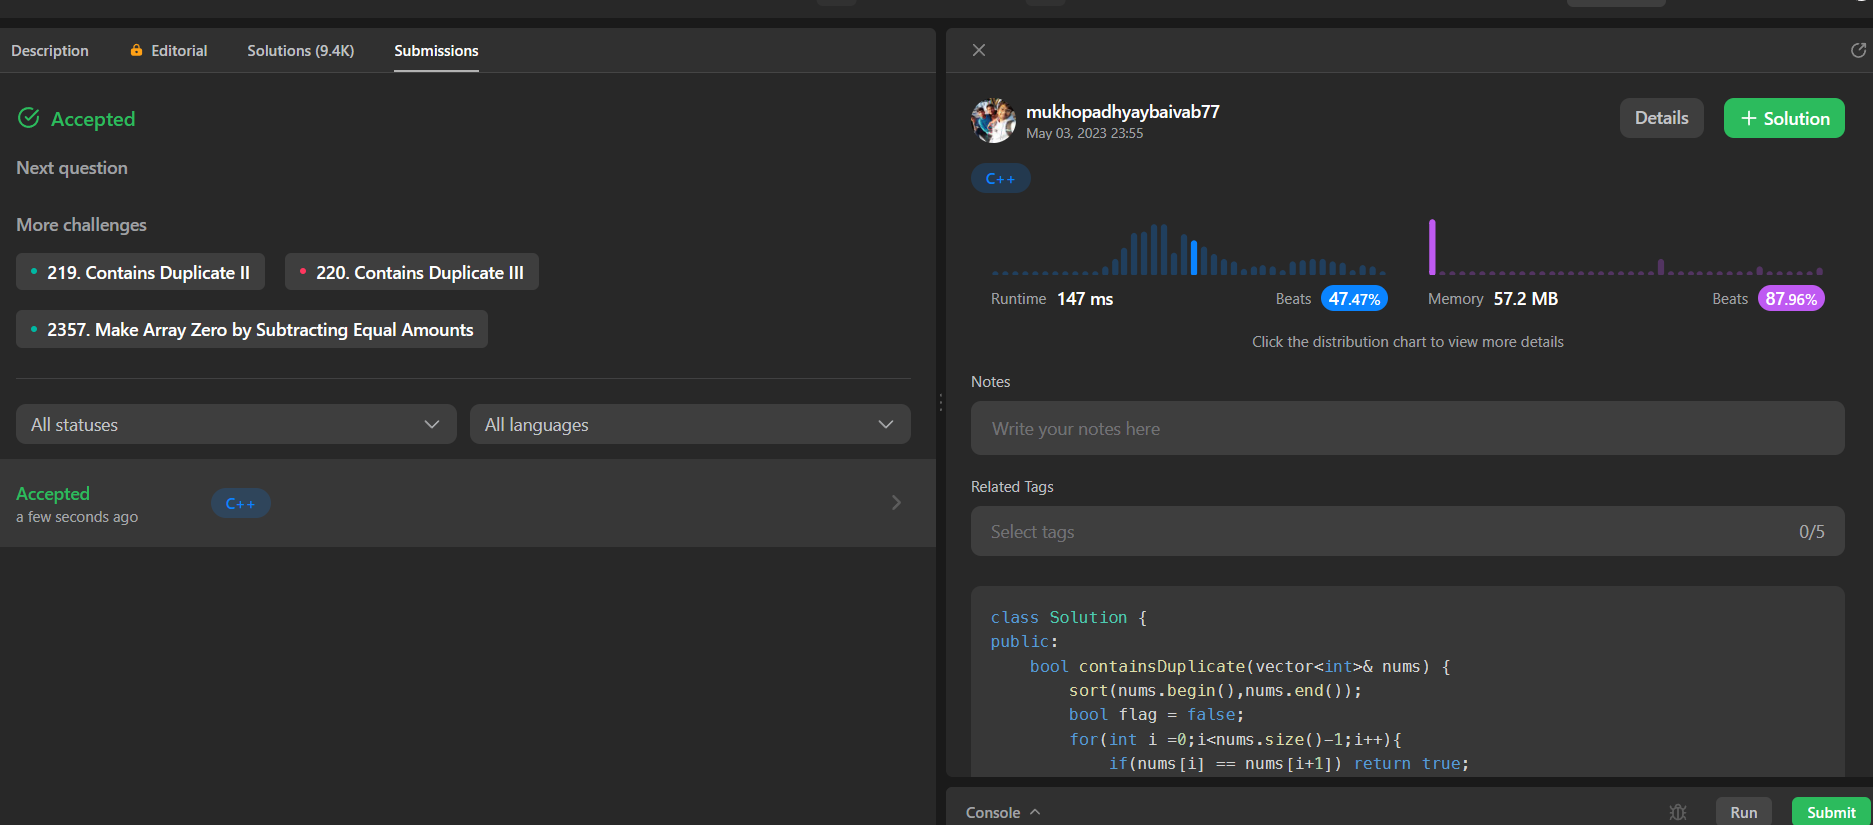 Description Editorial Solutions (9.4K) Submissions
Accepted
Next question
More challenges
219. Contains Duplicate II 220. Contains Duplicate III
2357. Make Array Zero by Subtracting Equal Amounts
All statuses All languages
Accepted C++
a few seconds ago
mukhopadhyaybaivab77
May 03, 2023 23:55
Details + Solution
C++
Runtime 147 ms Beats 47.47% Memory 57.2 MB Beats 87.96%
Click the distribution chart to view more details
Notes
Write your notes here
Related Tags
Select tags 0/5
class Solution {
public:
    bool containsDuplicate(vector<int>& nums) {
        sort(nums.begin(),nums.end());
        bool flag = false;
        for(int i =0;i<nums.size()-1;i++){
            if(nums[i] == nums[i+1]) return true;
Console Run Submit